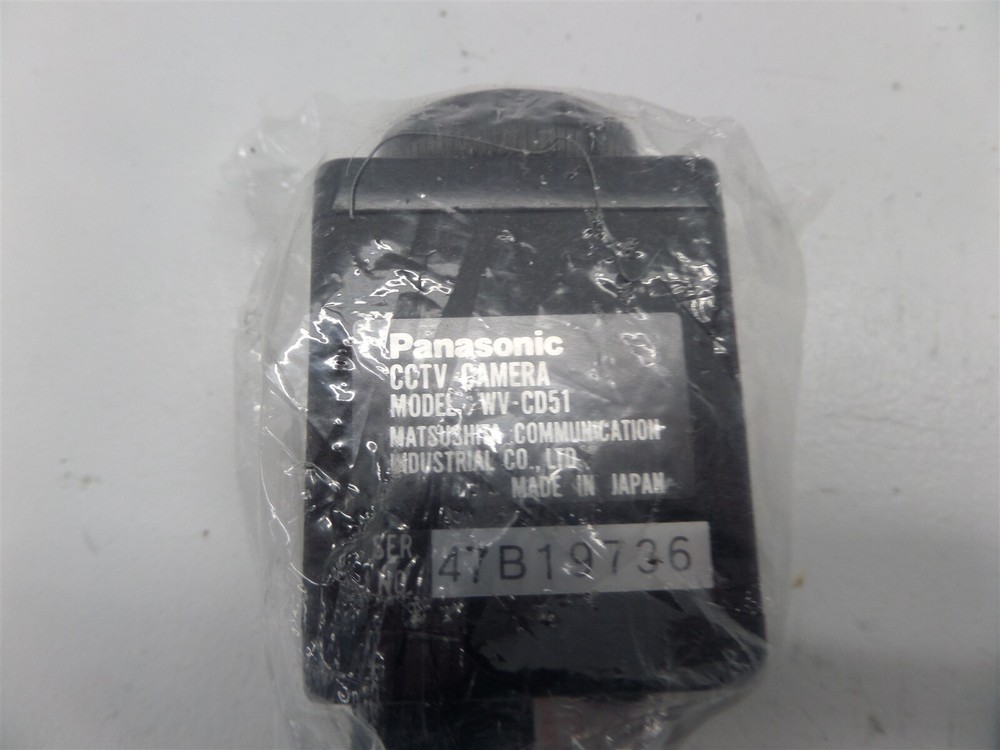 Panasonic
CCTV CAMERA
MODEL WV-CD51
MATSUSHITA COMMUNICATION
INDUSTRIAL CO., LTD.
MADE IN JAPAN
SER.
NO. 47B19736